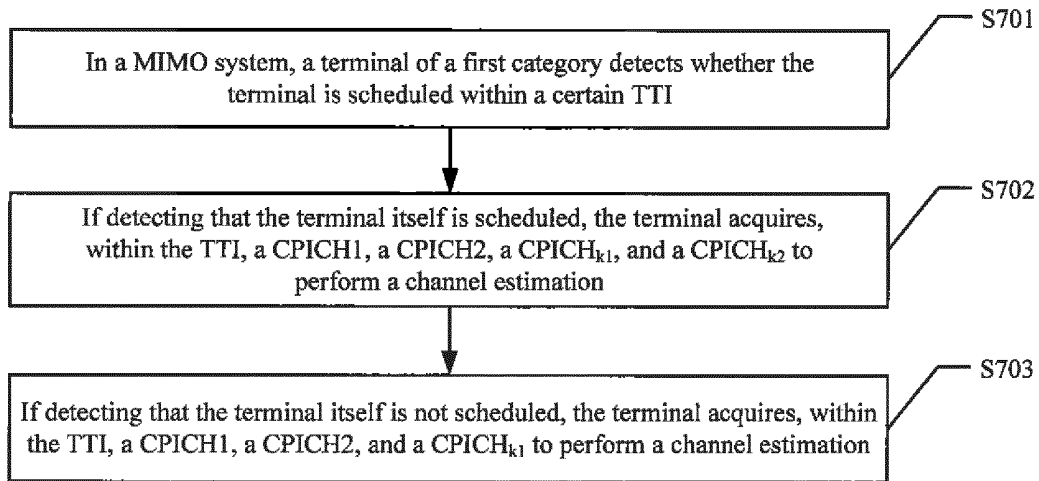 S701
In a MIMO system, a terminal of a first category detects whether the
terminal is scheduled within a certain TTI
S702
If detecting that the terminal itself is scheduled, the terminal acquires,
within the TTI, a CPICH1, a CPICH2, a CPICHk1, and a CPICHk2 to
perform a channel estimation
S703
If detecting that the terminal itself is not scheduled, the terminal acquires, within
the TTI, a CPICH1, a CPICH2, and a CPICHk1 to perform a channel estimation